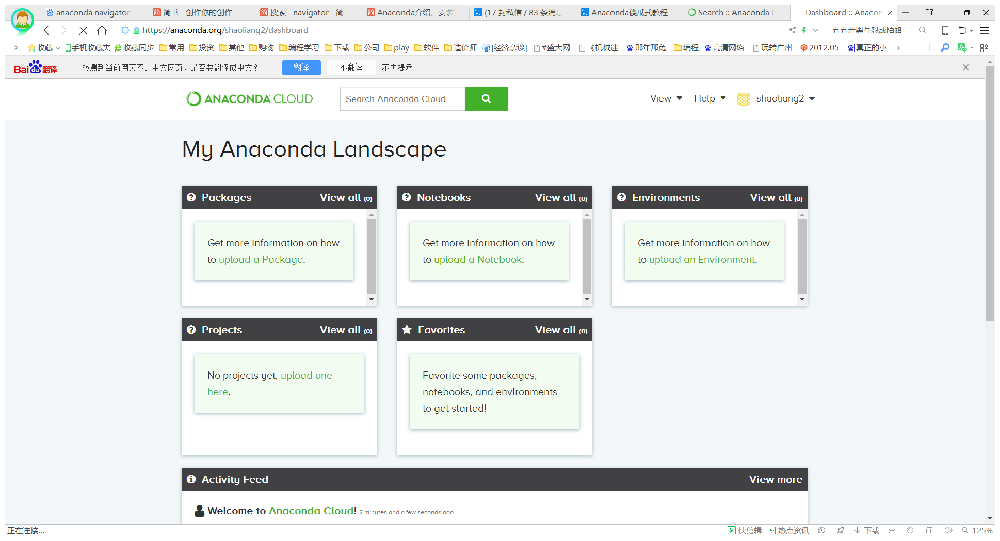 anaconda navigator_
简书 - 创作你的创作
搜索 - navigator - 简书
Anaconda介绍、安装
(17 封私信 / 83 条消息
Anaconda傻瓜式教程
Search :: Anaconda C
Dashboard :: Anacon
https://anaconda.org/shaoliang2/dashboard
五五开黑互怼成陌路
收藏 手机收藏夹 收藏同步 常用 投资 其他 购物 编程学习 下载 公司 play 软件 造价师 [经济杂谈] #盛大网 《机械迷 那年那兔 编程 高清网络 玩转广州 2012.05 真正的小 »
Bai du 翻译 检测到当前网页不是中文网页，是否要翻译成中文？ 翻译 不翻译 不再提示
ANACONDA CLOUD
Search Anaconda Cloud
View Help shaoliang2
My Anaconda Landscape
Packages View all (0)
Get more information on how
to upload a Package.
Notebooks View all (0)
Get more information on how
to upload a Notebook.
Environments View all (0)
Get more information on how
to upload an Environment.
Projects View all (0)
No projects yet, upload one
here.
Favorites View all (0)
Favorite some packages,
notebooks, and environments
to get started!
Activity Feed View more
Welcome to Anaconda Cloud! 2 minutes and a few seconds ago
正在连接... 快剪辑 热点资讯 下载 125%